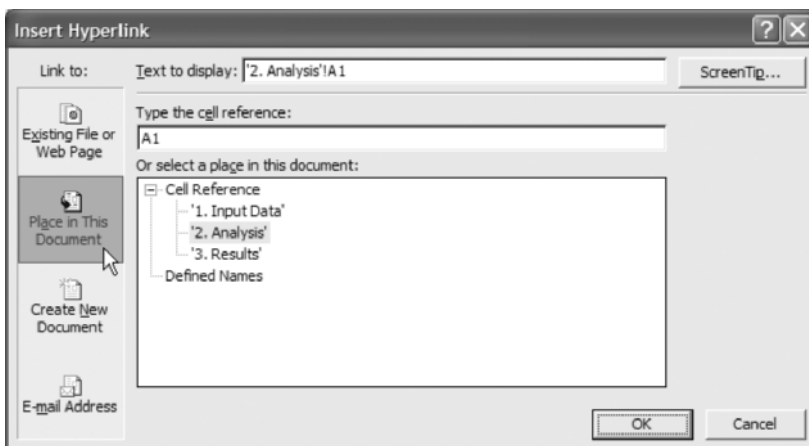 Insert Hyperlink
Link to:
Text to display: '2. Analysis'!A1
ScreenTip...
Existing File or
Web Page
Place in This
Document
Create New
Document
E-mail Address
Type the cell reference:
A1
Or select a place in this document:
Cell Reference
'1. Input Data'
'2. Analysis'
'3. Results'
Defined Names
OK
Cancel